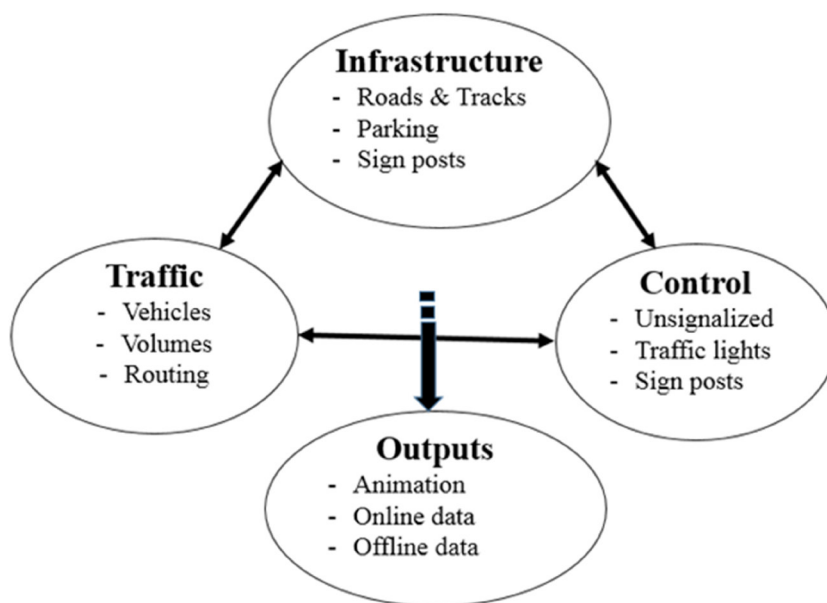 Infrastructure
- Roads & Tracks
- Parking
- Sign posts
Traffic
- Vehicles
- Volumes
- Routing
Control
- Unsignalized
- Traffic lights
- Sign posts
Outputs
- Animation
- Online data
- Offline data